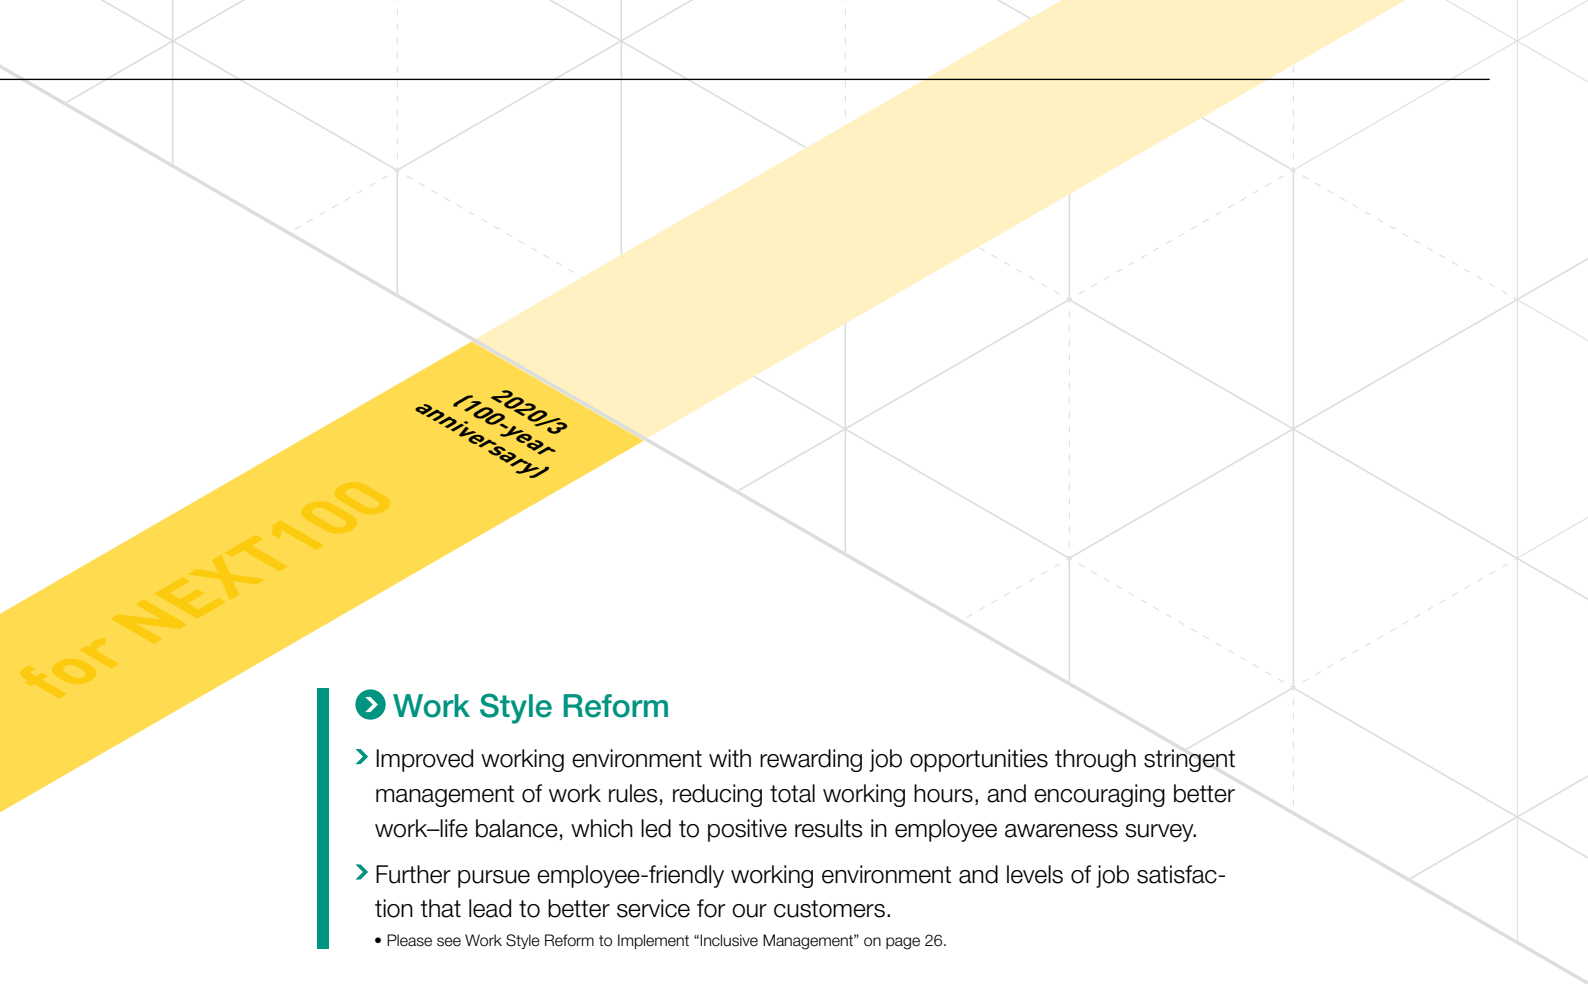 2020/3
(100-year
anniversary)
for NEXT100
Work Style Reform
Improved working environment with rewarding job opportunities through stringent
management of work rules, reducing total working hours, and encouraging better
work–life balance, which led to positive results in employee awareness survey.
Further pursue employee-friendly working environment and levels of job satisfac-
tion that lead to better service for our customers.
• Please see Work Style Reform to Implement “Inclusive Management” on page 26.